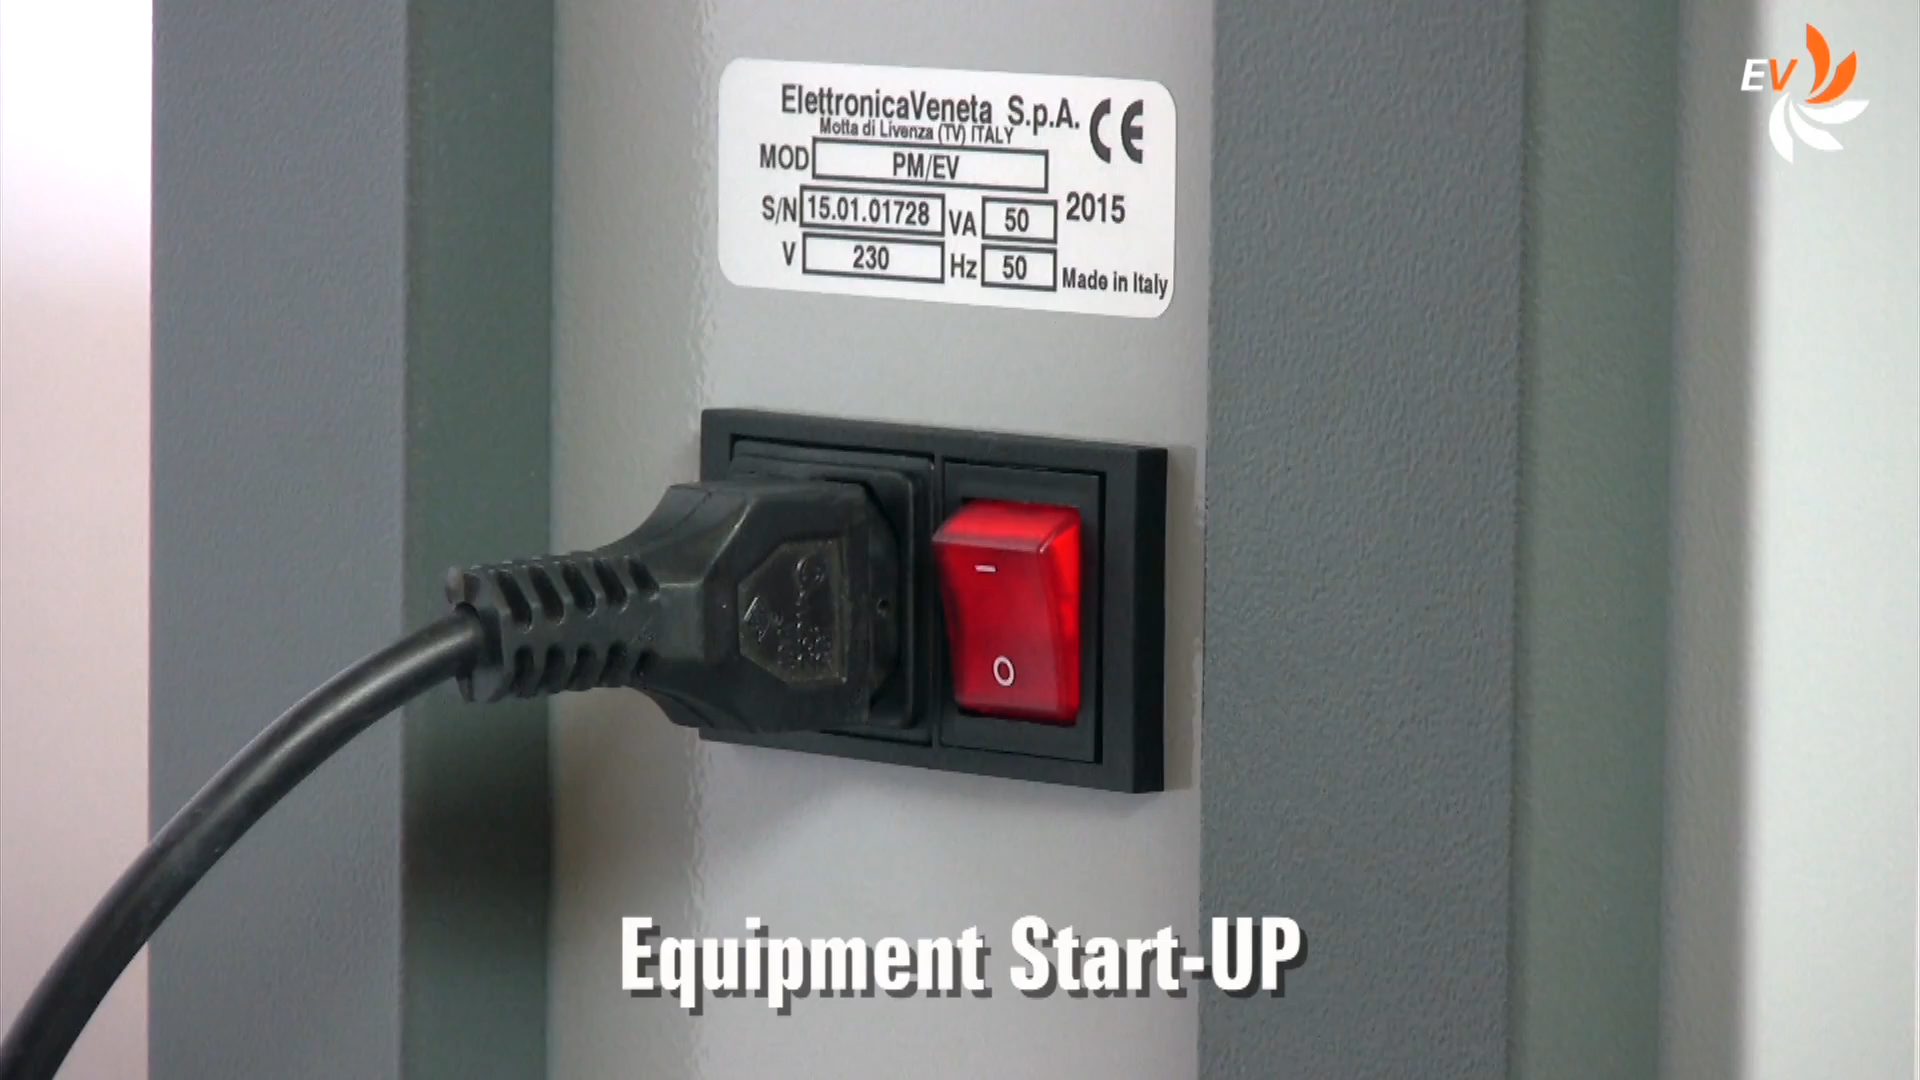 ElettronicaVeneta S.p.A. CE
Motta di Livenza (TV) ITALY
MOD PM/EV
S/N 15.01.01728 VA 50 2015
V 230 Hz 50 Made in Italy
EV
Equipment Start-UP